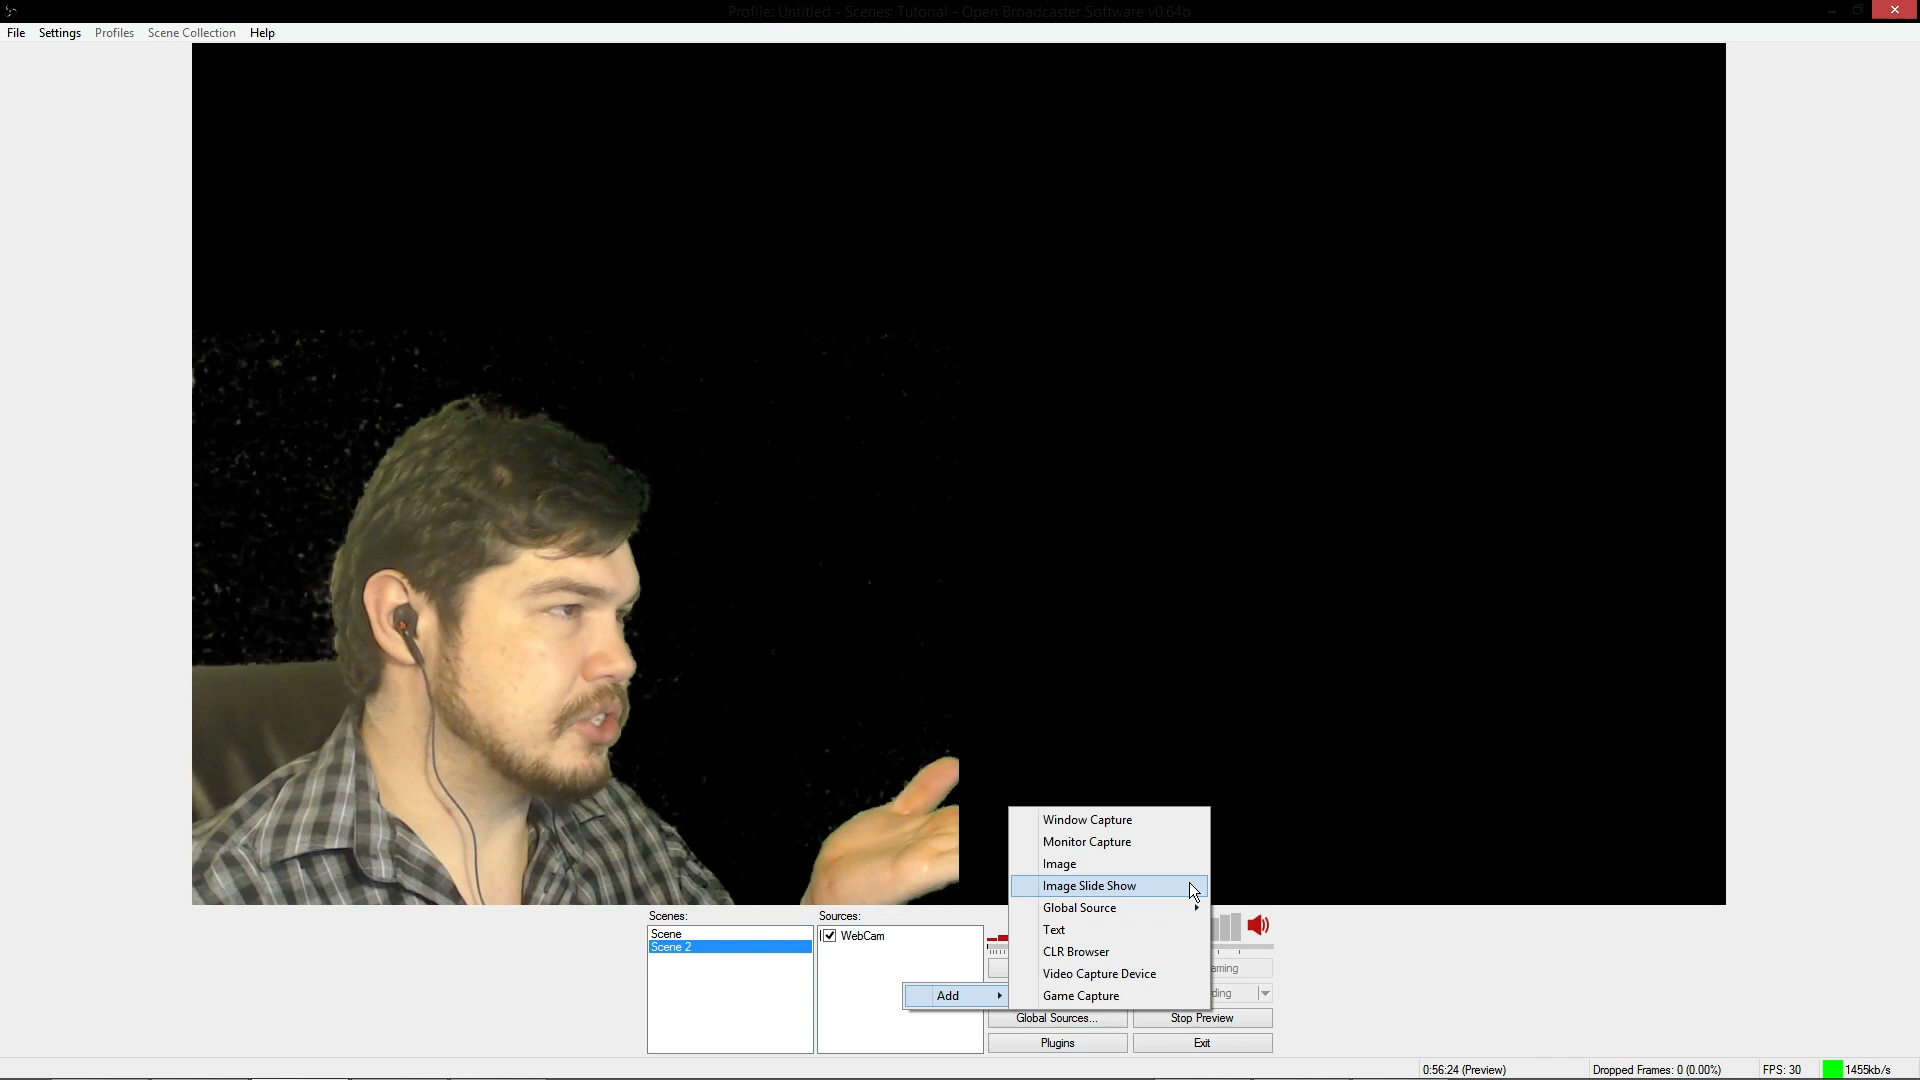 Profile: Untitled - Scenes: Tutorial - Open Broadcaster Software v0.64b
File Settings Profiles Scene Collection Help
Window Capture
Monitor Capture
Image
Image Slide Show
Global Source
Text
CLR Browser
Video Capture Device
Game Capture
Scenes:
Scene
Scene 2
Sources:
WebCam
Add
aming
ding
Global Sources...
Stop Preview
Plugins
Exit
0:56:24 (Preview)
Dropped Frames: 0 (0.00%)
FPS: 30
1455kb/s